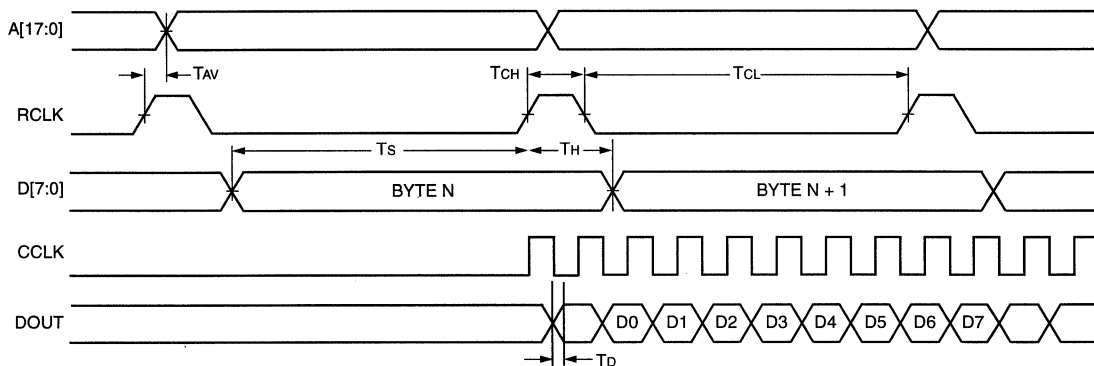 A[17:0]
TAV
TCH
TCL
RCLK
TS
TH
D[7:0]
BYTE N
BYTE N + 1
CCLK
DOUT
D0 D1 D2 D3 D4 D5 D6 D7
TD